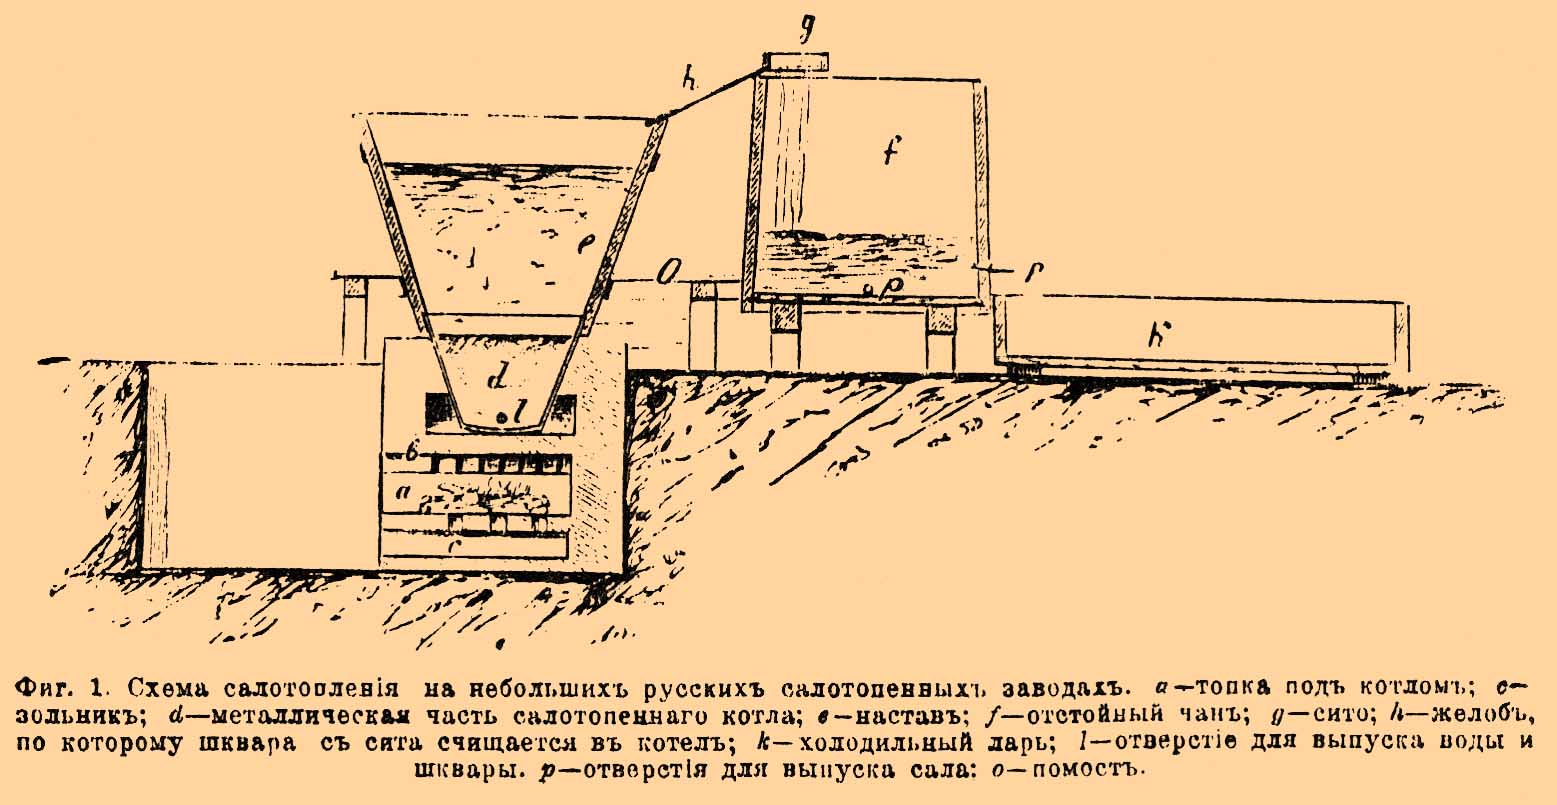 g
h
f
e
O
p
p
k
d
l
b
a
c
Фиг. 1. Схема салотопленія на небольшихъ русскихъ салотопенныхъ заводахъ. a—топка подъ котломъ; c—
зольникъ; d—металлическая часть салотопеннаго котла; e—наставъ; f—отстойный чанъ; g—сито; h—желобъ,
по которому шквара съ сита счищается въ котелъ; k—холодильный ларь; l—отверстіе для выпуска воды и
шквары. p—отверстія для выпуска сала: o—помостъ.